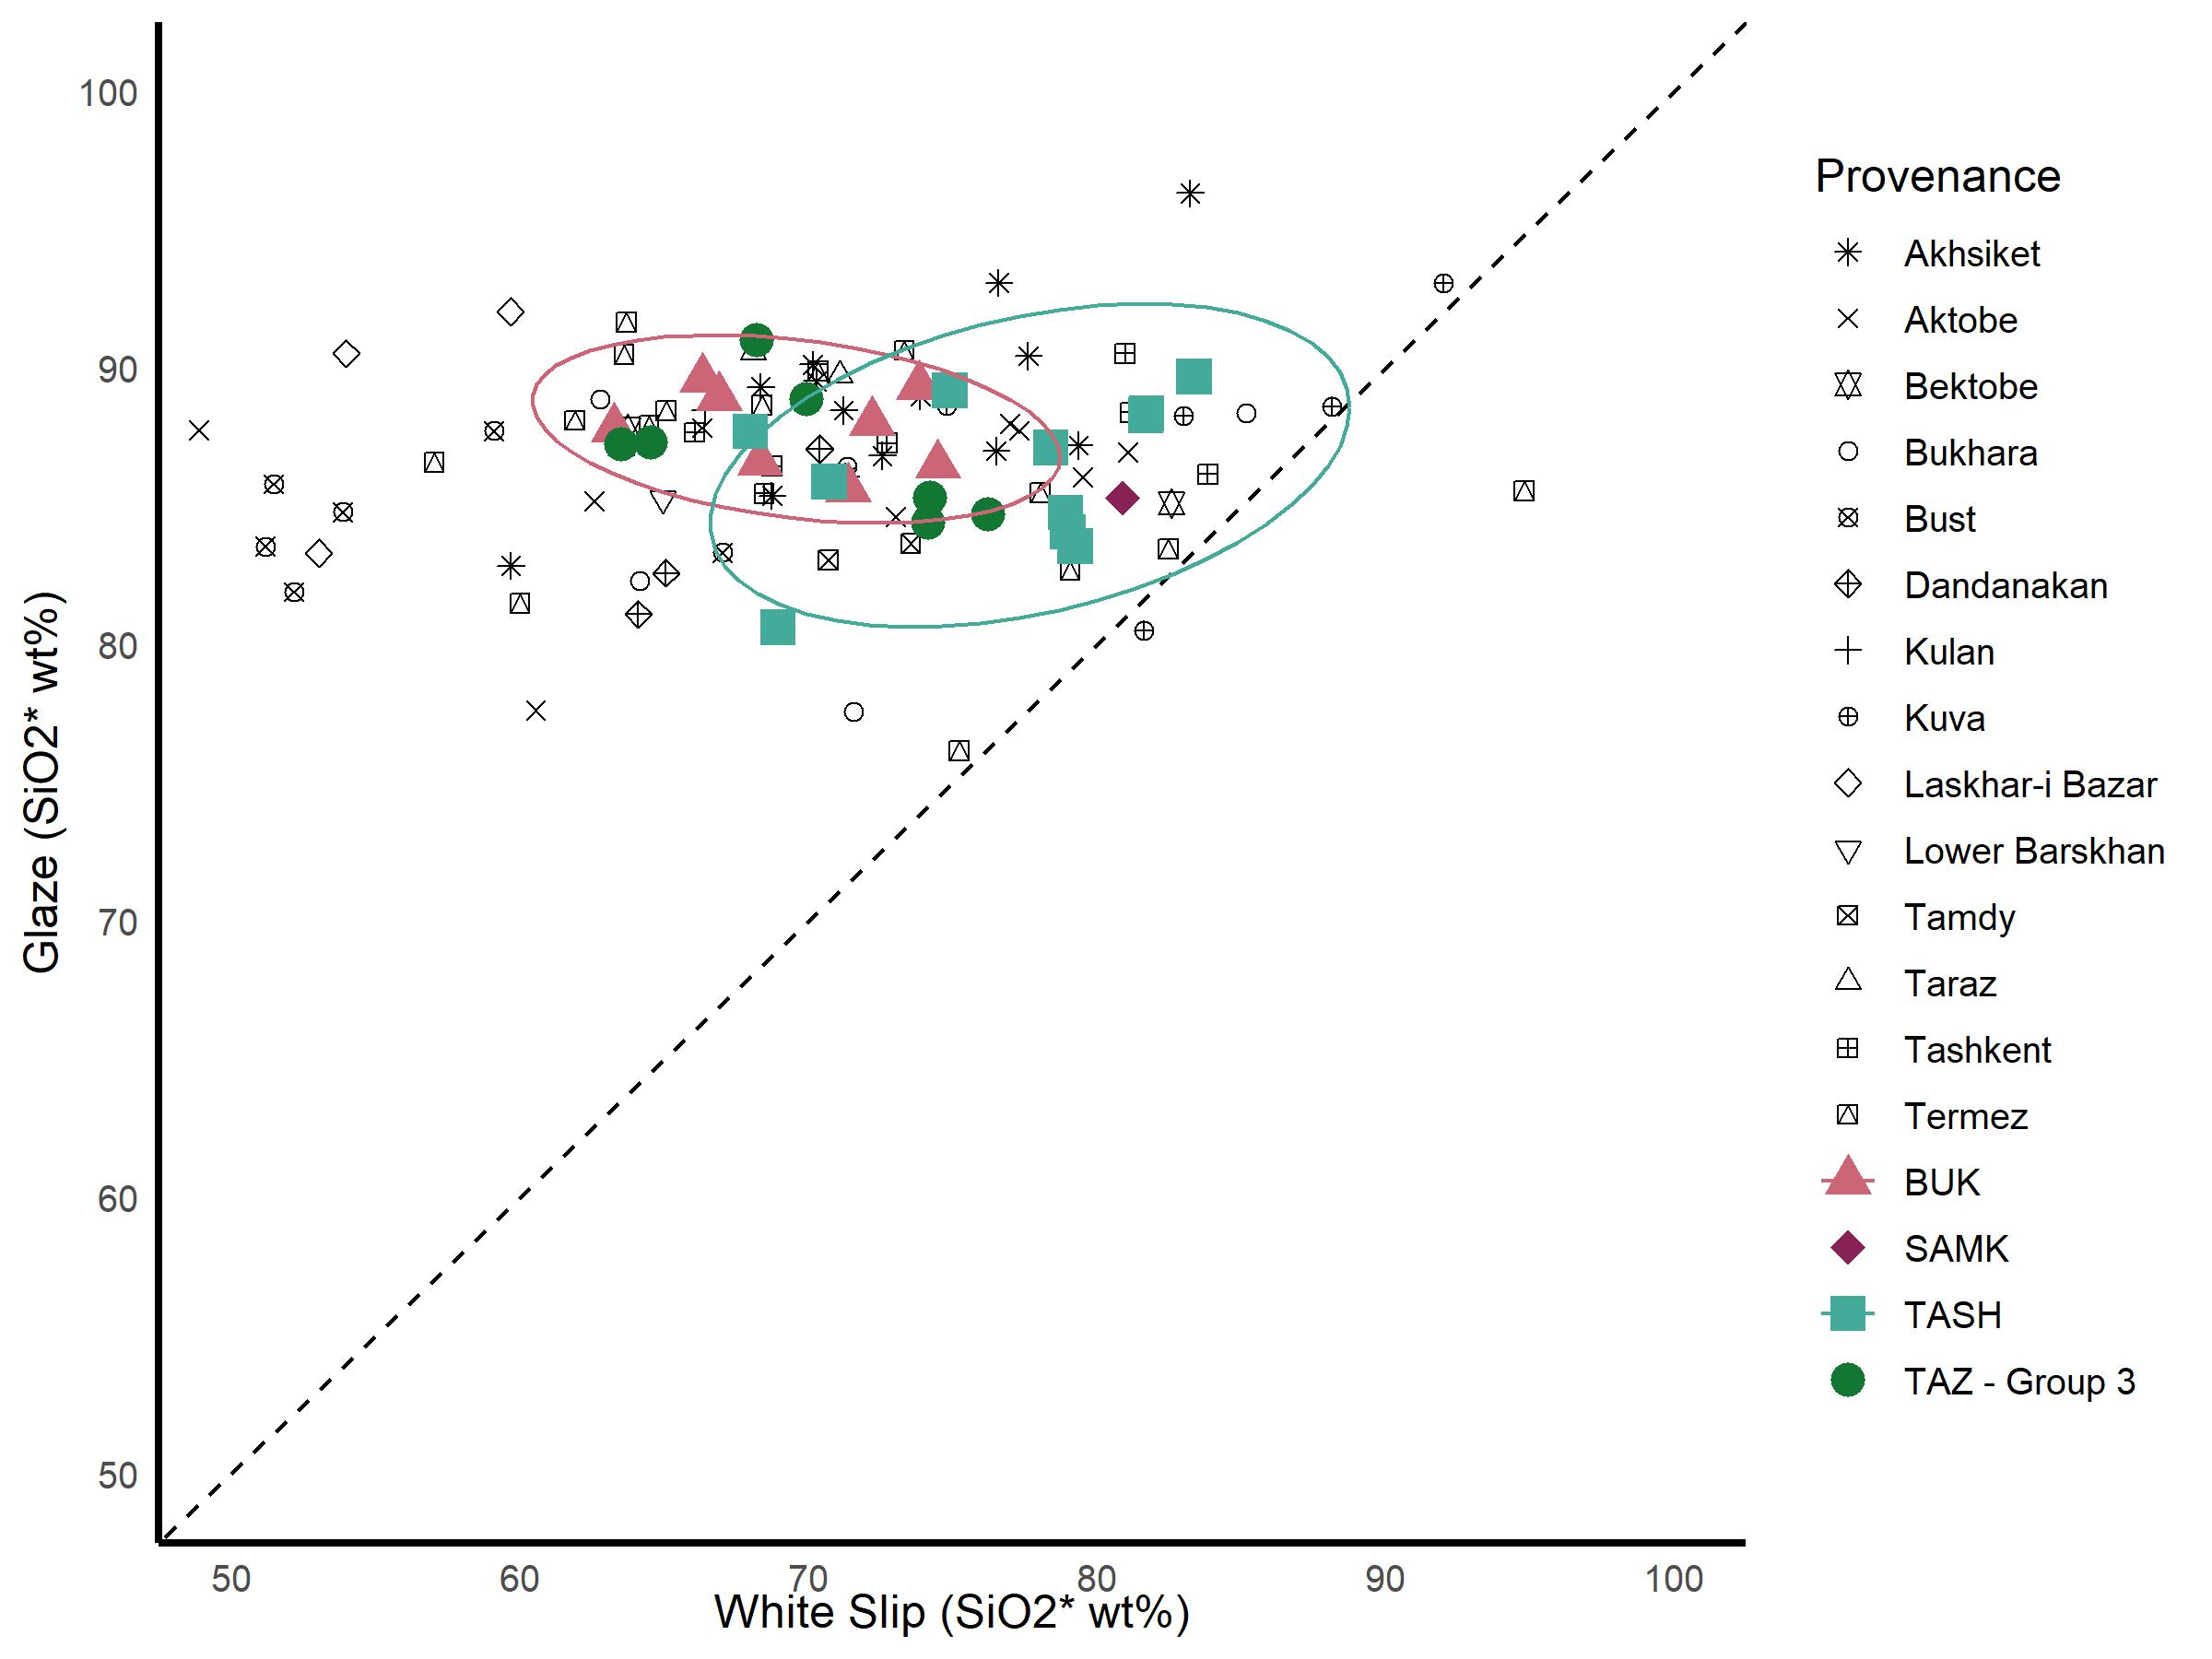 Glaze (SiO2* wt%)
100
90
80
70
60
50
50 60 70 80 90 100
White Slip (SiO2* wt%)
Provenance
Akhsiket
Aktobe
Bektobe
Bukhara
Bust
Dandanakan
Kulan
Kuva
Laskhar-i Bazar
Lower Barskhan
Tamdy
Taraz
Tashkent
Termez
BUK
SAMK
TASH
TAZ - Group 3